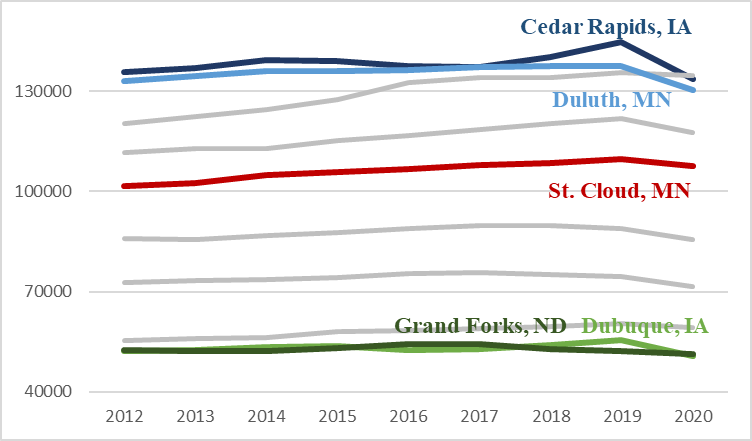 Cedar Rapids, IA
130000
Duluth, MN
100000
St. Cloud, MN
70000
Grand Forks, ND Dubuque, IA
40000
2012 2013 2014 2015 2016 2017 2018 2019 2020